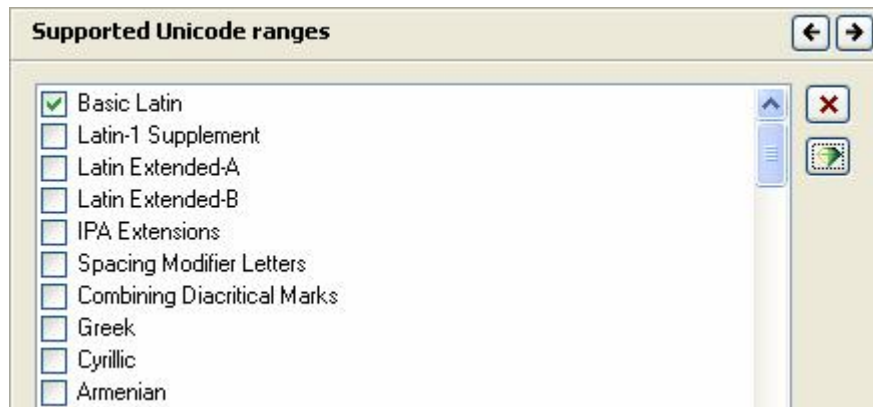 Supported Unicode ranges
Basic Latin
Latin-1 Supplement
Latin Extended-A
Latin Extended-B
IPA Extensions
Spacing Modifier Letters
Combining Diacritical Marks
Greek
Cyrillic
Armenian